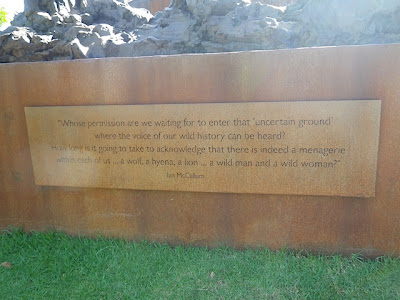 "Whose permission are we waiting for to enter that 'uncertain ground'
where the voice of our wild history can be heard?
How long is it going to take to acknowledge that there is indeed a menagerie
within each of us ... a wolf, a hyena, a lion ... a wild man and a wild woman?"
Ian McCallum